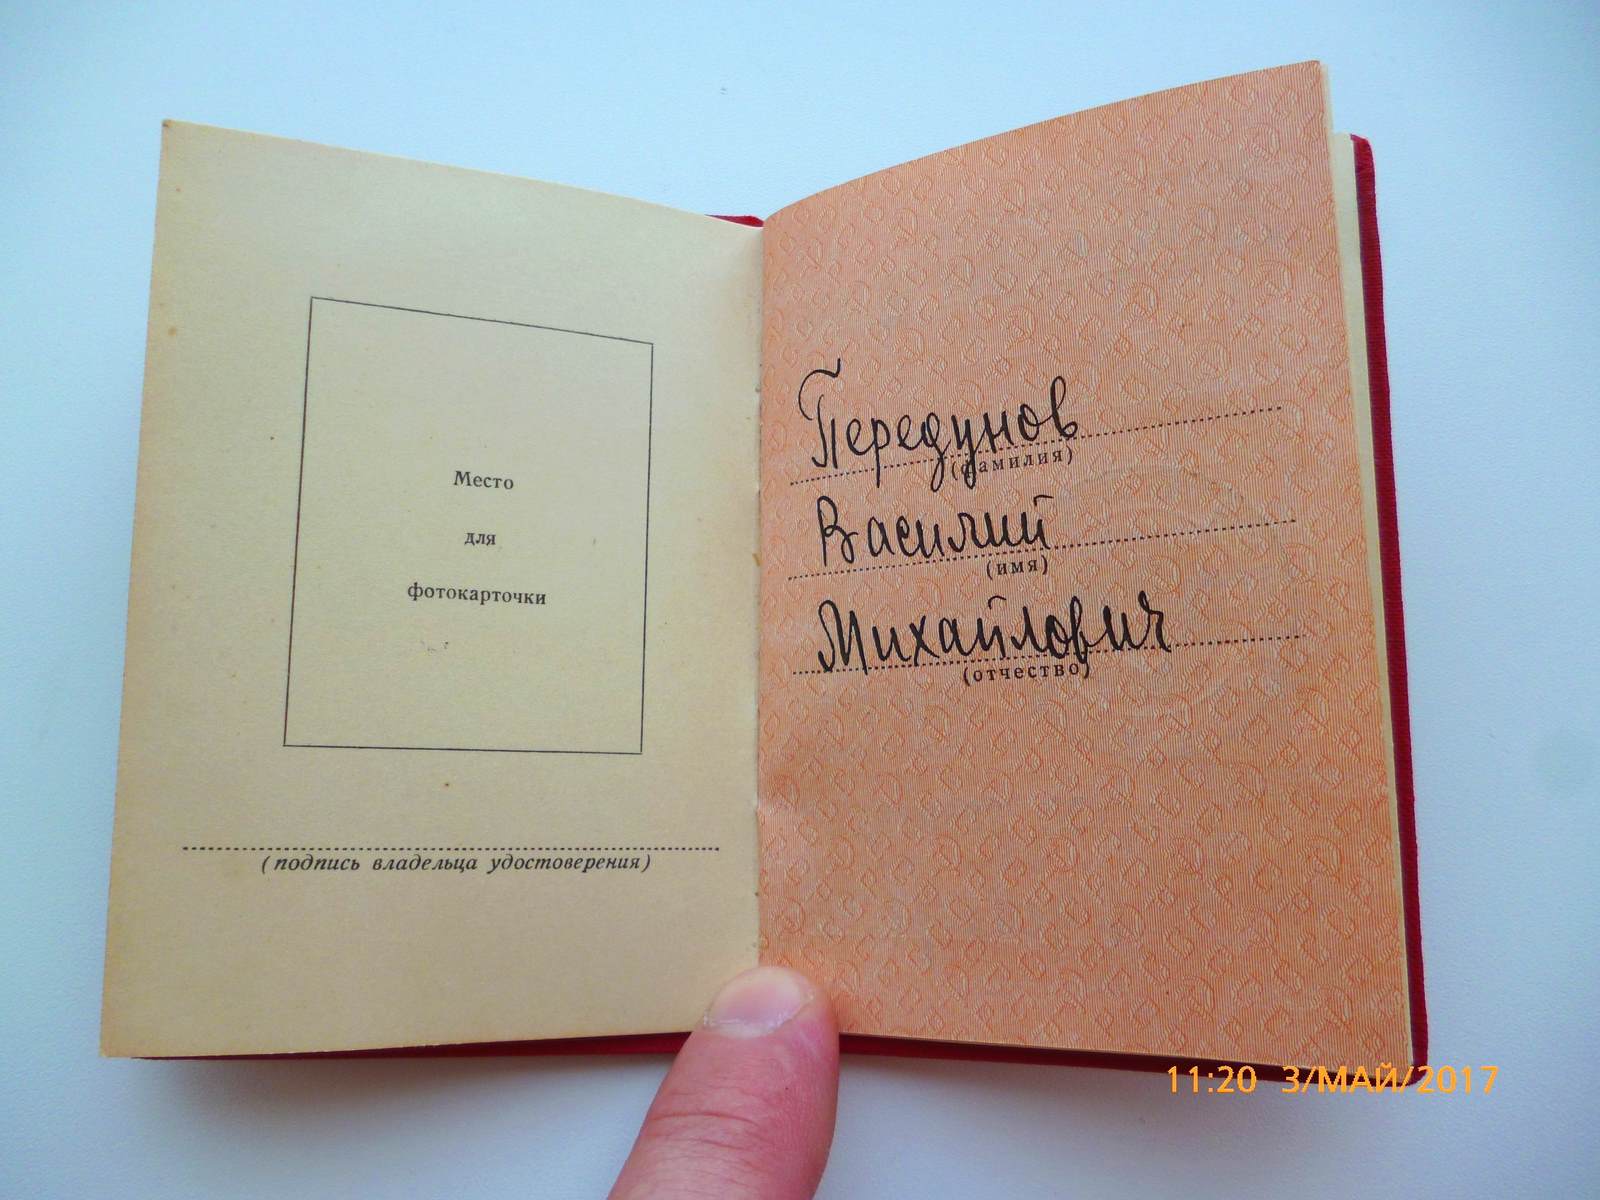 Место
для
фотокарточки
(подпись владельца удостоверения)
Передунов
(фамилия)
Василий
(имя)
Михайлович
(отчество)
11:20 3/МАЙ/2017